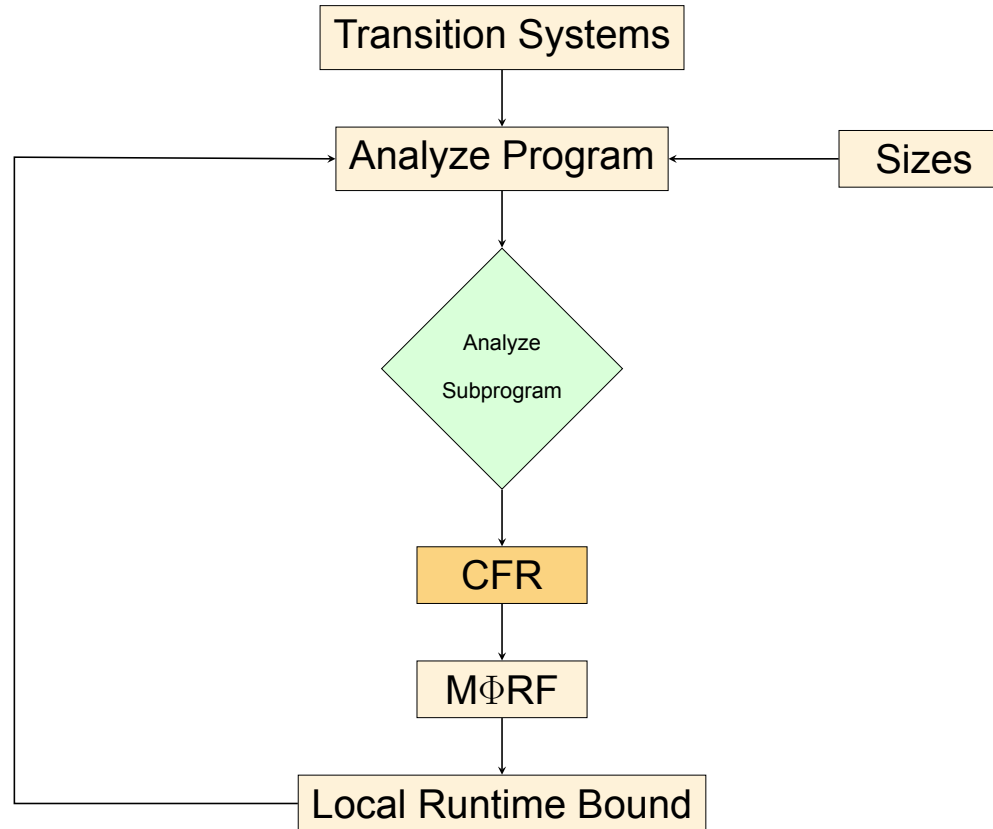 Transition Systems
Analyze Program
Sizes
Analyze
Subprogram
CFR
MΦRF
Local Runtime Bound